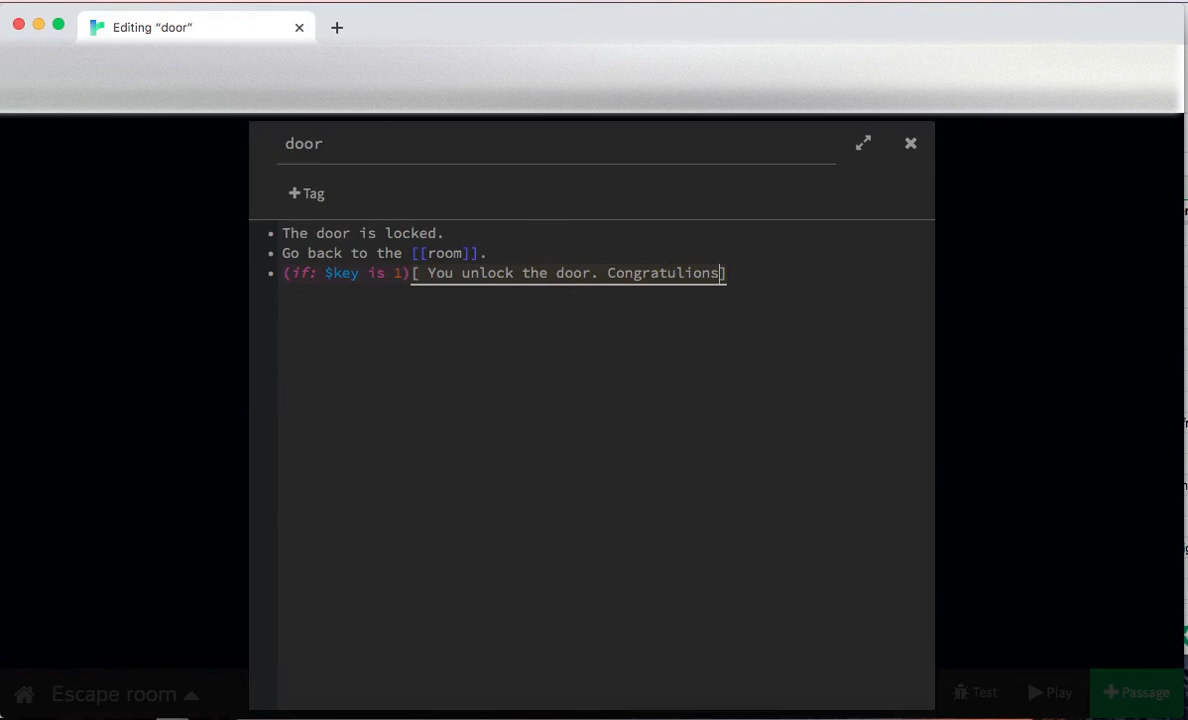 Editing “door”
door
Tag
The door is locked.
Go back to the [[room]].
(if: $key is 1)[ You unlock the door. Congratulions]
Escape room
Test
Play
Passage